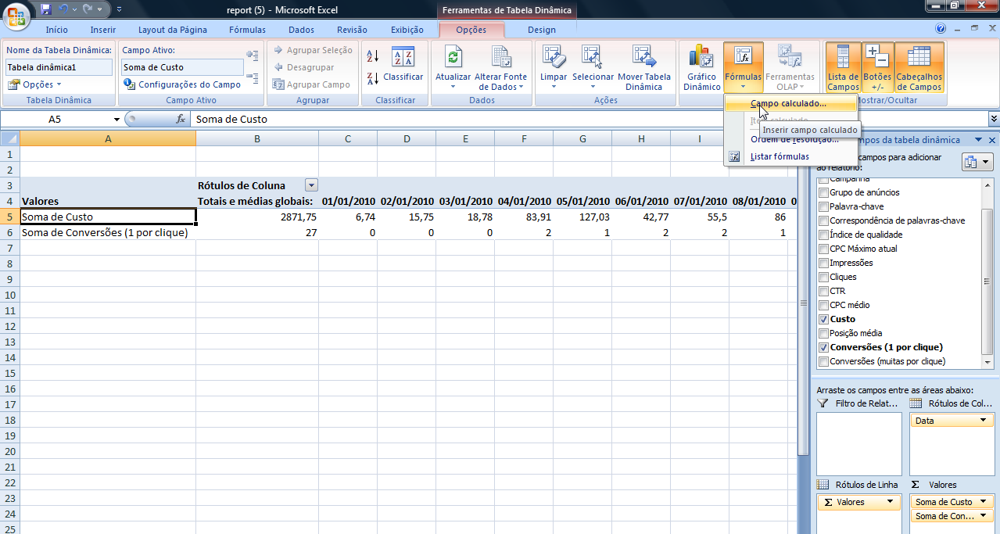 report (5) - Microsoft Excel
Ferramentas de Tabela Dinâmica
Início Inserir Layout da Página Fórmulas Dados Revisão Exibição Opções Design
Nome da Tabela Dinâmica:
Tabela dinâmica1
Opções
Tabela Dinâmica
Campo Ativo:
Soma de Custo
Configurações do Campo
Campo Ativo
Agrupar Seleção
Desagrupar
Agrupar Campo
Agrupar
Classificar
Classificar
Atualizar
Alterar Fonte
de Dados
Dados
Limpar
Selecionar
Mover Tabela
Dinâmica
Ações
Gráfico
Dinâmico
Fórmulas
Ferramentas
OLAP
Lista de
Campos
Botões
+/-
Cabeçalhos
de Campos
Mostrar/Ocultar
Campo calculado...
Inserir campo calculado
Ordem de resolução...
Listar fórmulas
A5 fx Soma de Custo
A B C D E F G H I
1
2
3 Rótulos de Coluna
4 Valores Totais e médias globais: 01/01/2010 02/01/2010 03/01/2010 04/01/2010 05/01/2010 06/01/2010 07/01/2010 08/01/2010 0
5 Soma de Custo 2871,75 6,74 15,75 18,78 83,91 127,03 42,77 55,5 86
6 Soma de Conversões (1 por clique) 27 0 0 0 2 1 2 2 1
7
8
9
10
11
12
13
14
15
16
17
18
19
20
21
22
23
24
25
da tabela dinâmica
campos para adicionar
ao relatório:
Campanha
Grupo de anúncios
Palavra-chave
Correspondência de palavras-chave
Índice de qualidade
CPC Máximo atual
Impressões
Cliques
CTR
CPC médio
Custo
Posição média
Conversões (1 por clique)
Conversões (muitas por clique)
Arraste os campos entre as áreas abaixo:
Filtro de Relat...
Rótulos de Col...
Data
Rótulos de Linha
Σ Valores
Σ Valores
Soma de Custo
Soma de Con...